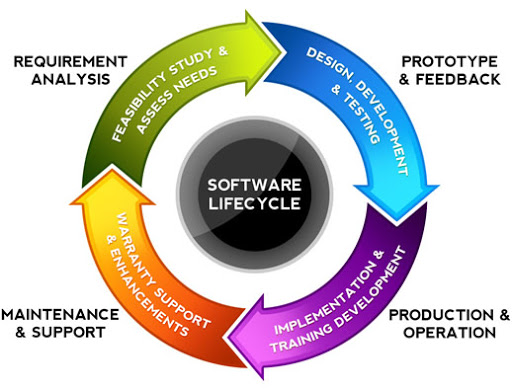 REQUIREMENT
ANALYSIS
FEASIBILITY STUDY &
ASSESS NEEDS
DESIGN, DEVELOPMENT
& TESTING
PROTOTYPE
& FEEDBACK
SOFTWARE
LIFECYCLE
MAINTENANCE
& SUPPORT
WARRANTY SUPPORT
& ENHANCEMENTS
IMPLEMENTATION &
TRAINING DEVELOPMENT
PRODUCTION &
OPERATION